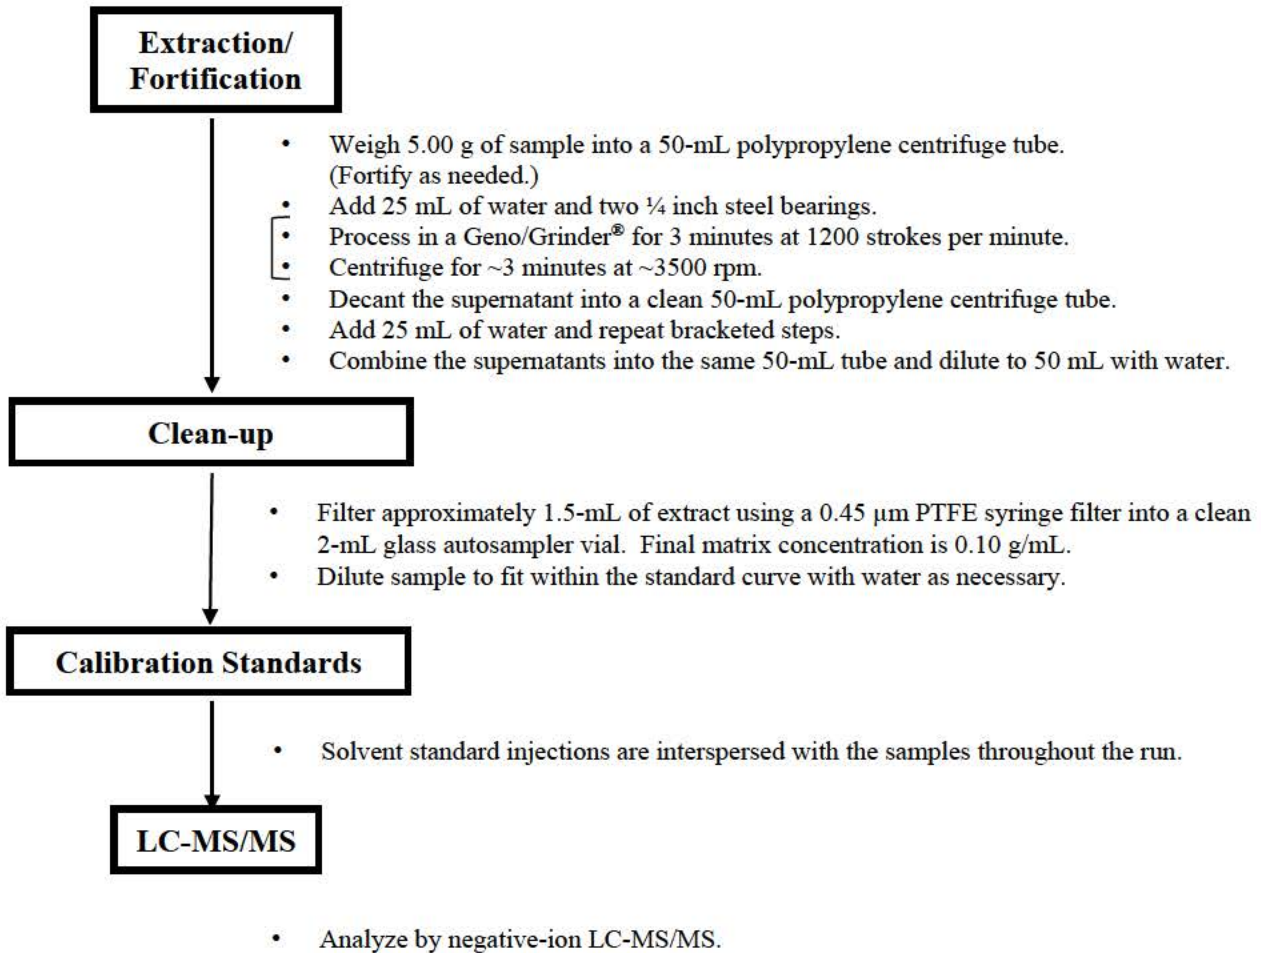 Extraction/
Fortification
• Weigh 5.00 g of sample into a 50-mL polypropylene centrifuge tube.
(Fortify as needed.)
• Add 25 mL of water and two ¼ inch steel bearings.
• Process in a Geno/Grinder® for 3 minutes at 1200 strokes per minute.
• Centrifuge for ~3 minutes at ~3500 rpm.
• Decant the supernatant into a clean 50-mL polypropylene centrifuge tube.
• Add 25 mL of water and repeat bracketed steps.
• Combine the supernatants into the same 50-mL tube and dilute to 50 mL with water.
Clean-up
• Filter approximately 1.5-mL of extract using a 0.45 µm PTFE syringe filter into a clean
2-mL glass autosampler vial.  Final matrix concentration is 0.10 g/mL.
• Dilute sample to fit within the standard curve with water as necessary.
Calibration Standards
• Solvent standard injections are interspersed with the samples throughout the run.
LC-MS/MS
• Analyze by negative-ion LC-MS/MS.